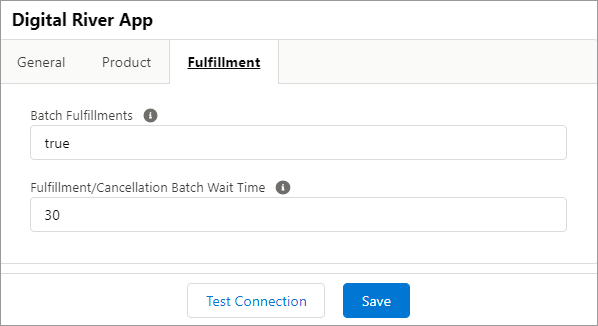 Digital River App
General Product Fulfillment
Batch Fulfillments
true
Fulfillment/Cancellation Batch Wait Time
30
Test Connection Save